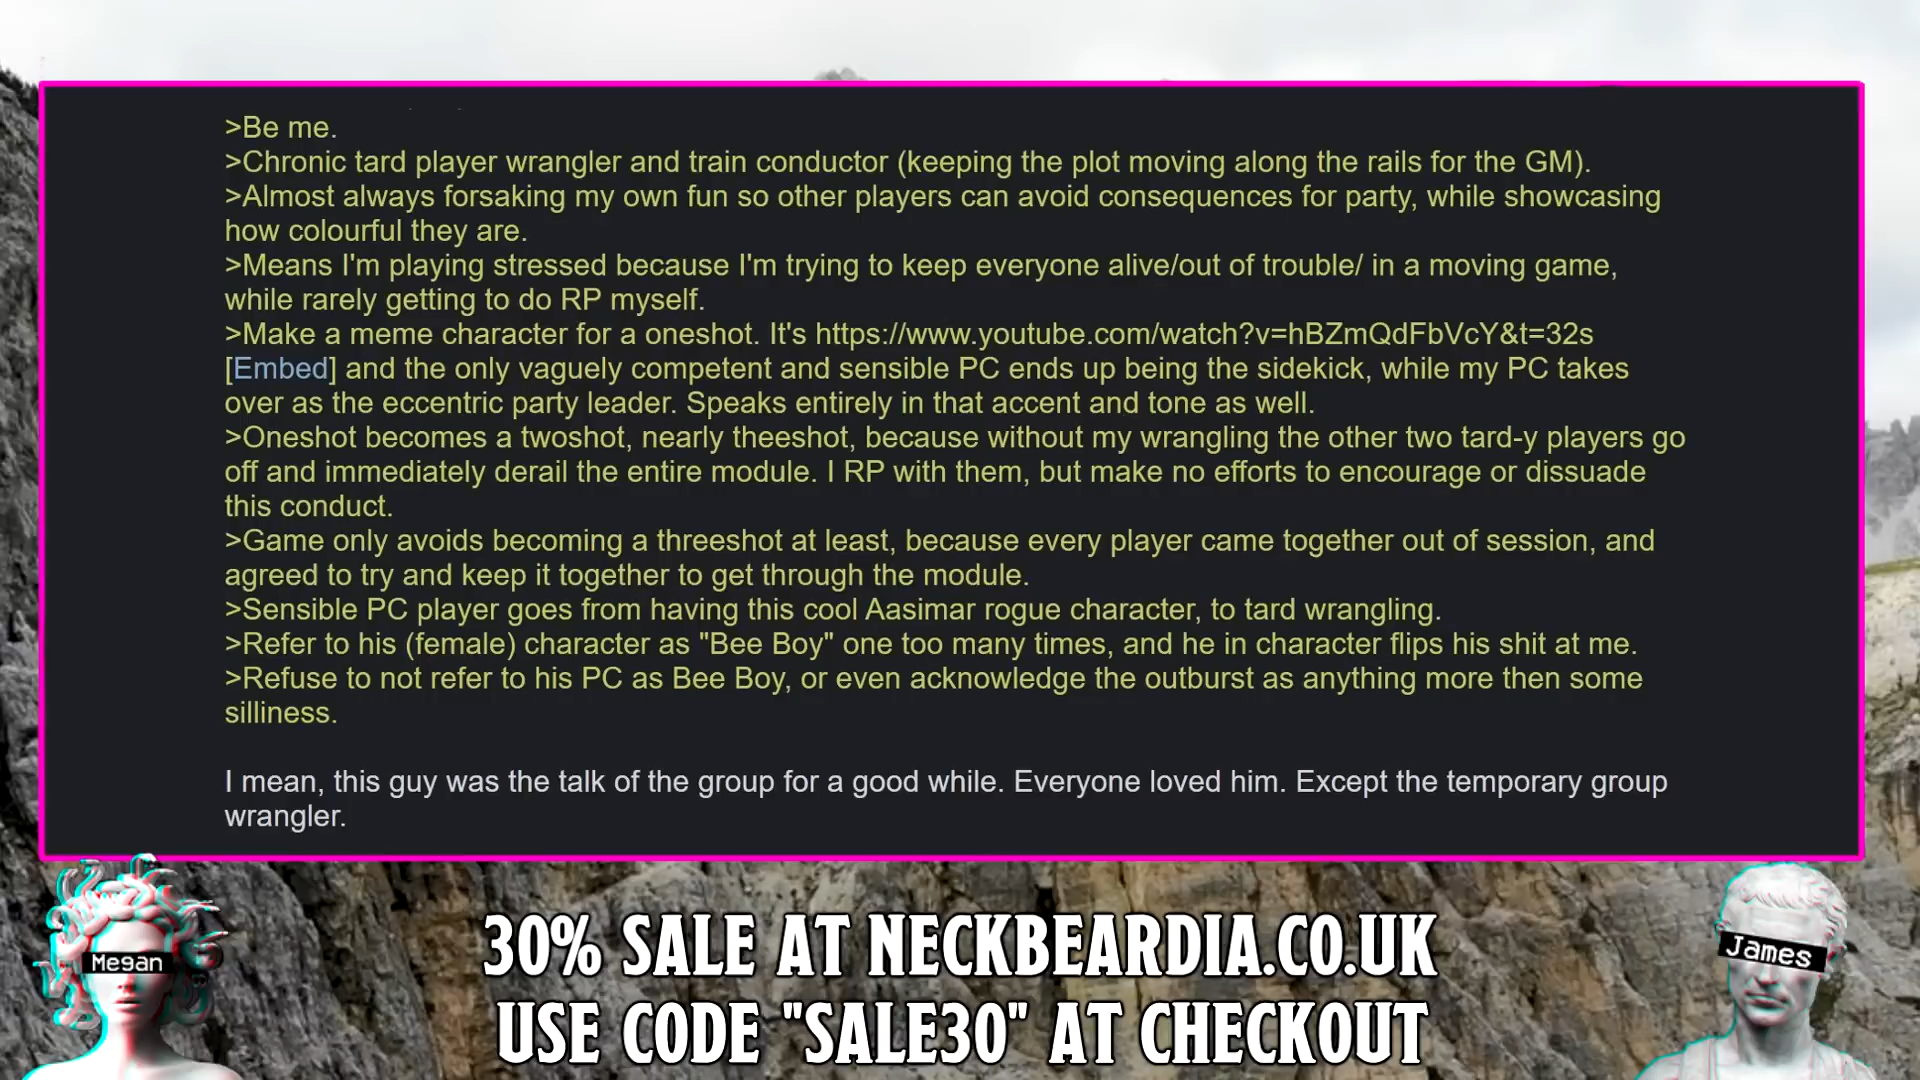 >Be me.
>Chronic tard player wrangler and train conductor (keeping the plot moving along the rails for the GM).
>Almost always forsaking my own fun so other players can avoid consequences for party, while showcasing
how colourful they are.
>Means I'm playing stressed because I'm trying to keep everyone alive/out of trouble/ in a moving game,
while rarely getting to do RP myself.
>Make a meme character for a oneshot. It's https://www.youtube.com/watch?v=hBZmQdFbVcY&t=32s
[Embed] and the only vaguely competent and sensible PC ends up being the sidekick, while my PC takes
over as the eccentric party leader. Speaks entirely in that accent and tone as well.
>Oneshot becomes a twoshot, nearly theeshot, because without my wrangling the other two tard-y players go
off and immediately derail the entire module. I RP with them, but make no efforts to encourage or dissuade
this conduct.
>Game only avoids becoming a threeshot at least, because every player came together out of session, and
agreed to try and keep it together to get through the module.
>Sensible PC player goes from having this cool Aasimar rogue character, to tard wrangling.
>Refer to his (female) character as "Bee Boy" one too many times, and he in character flips his shit at me.
>Refuse to not refer to his PC as Bee Boy, or even acknowledge the outburst as anything more then some
silliness.
I mean, this guy was the talk of the group for a good while. Everyone loved him. Except the temporary group
wrangler.
Megan
James
30% SALE AT NECKBEARDIA.CO.UK
USE CODE "SALE30" AT CHECKOUT